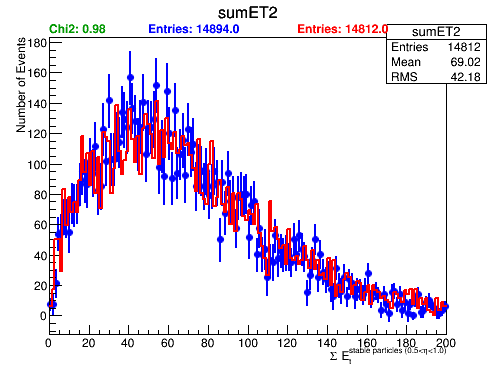 sumET2
Chi2: 0.98 Entries: 14894.0 Entries: 14812.0
sumET2
Entries 14812
Mean 69.02
RMS 42.18
Number of Events
180
160
140
120
100
80
60
40
20
0
0 20 40 60 80 100 120 140 160 180 200
Σ E_t^stable particles (0.5<η<1.0)